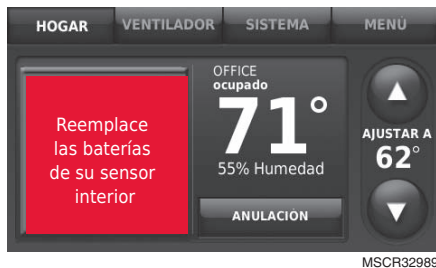 HOGAR VENTILADOR SISTEMA MENÚ
Reemplace
las baterías
de su sensor
interior
OFFICE
ocupado
71°
55% Humedad
ANULACIÓN
AJUSTAR A
62°
MSCR32989